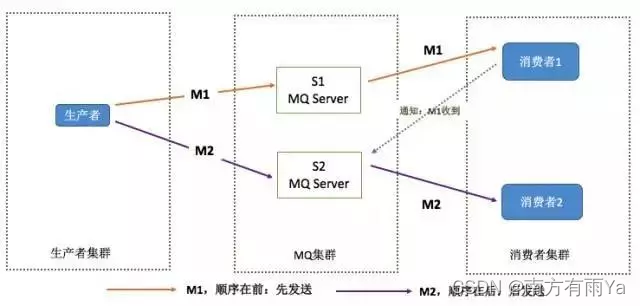 M1
M1
S1
MQ Server
消费者1
生产者
通知：M1收到
M2
S2
MQ Server
M2
消费者2
生产者集群
MQ集群
消费者集群
M1，顺序在前：先发送
M2，顺序在后，后发送
CSDN @南方有雨Ya